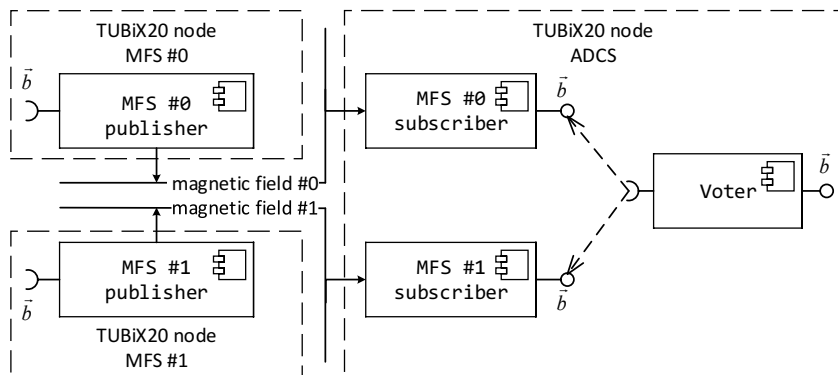 TUBiX20 node
MFS #0
b⃗
MFS #0
publisher
magnetic field #0
magnetic field #1
MFS #1
publisher
b⃗
TUBiX20 node
MFS #1
TUBiX20 node
ADCS
MFS #0
subscriber
b⃗
MFS #1
subscriber
b⃗
Voter
b⃗